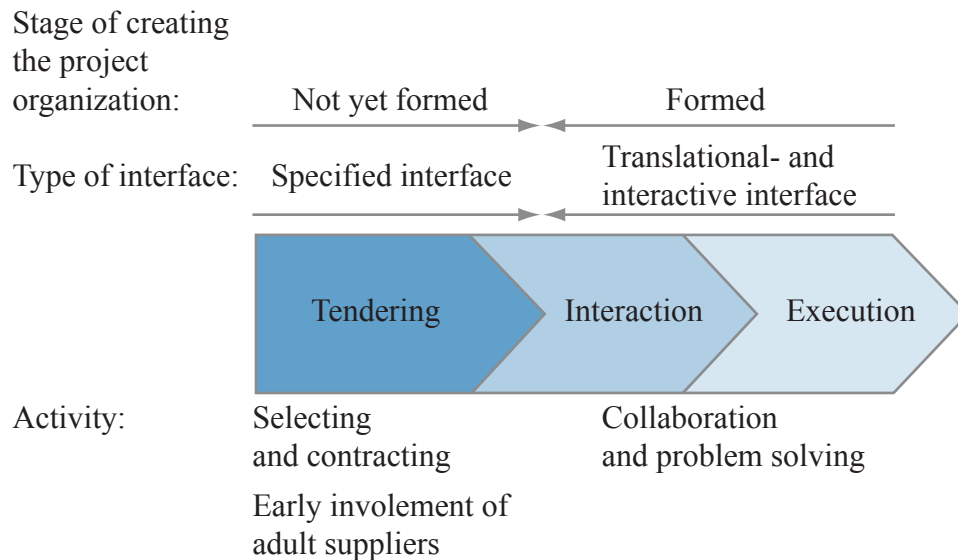 Stage of creating
the project
organization:
Not yet formed
Formed
Type of interface:
Specified interface
Translational- and
interactive interface
Tendering
Interaction
Execution
Activity:
Selecting
and contracting
Collaboration
and problem solving
Early involement of
adult suppliers